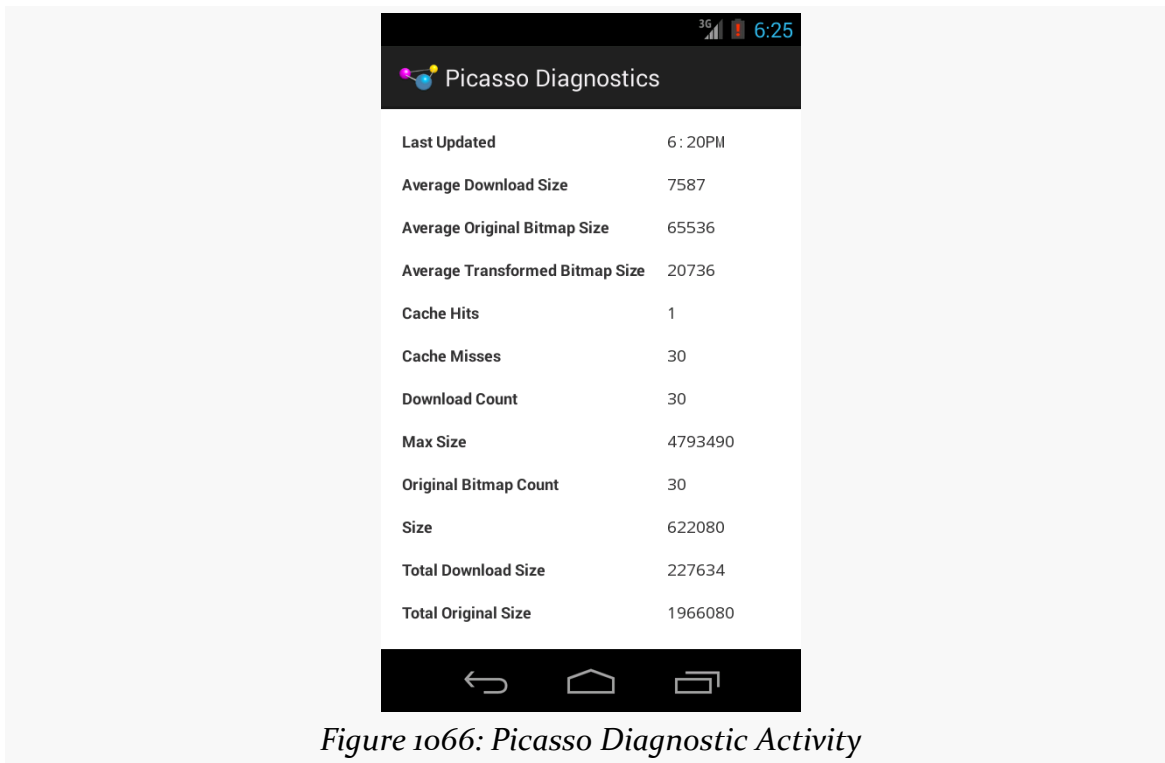 3G 6:25
Picasso Diagnostics
Last Updated 6:20PM
Average Download Size 7587
Average Original Bitmap Size 65536
Average Transformed Bitmap Size 20736
Cache Hits 1
Cache Misses 30
Download Count 30
Max Size 4793490
Original Bitmap Count 30
Size 622080
Total Download Size 227634
Total Original Size 1966080
Figure 1066: Picasso Diagnostic Activity